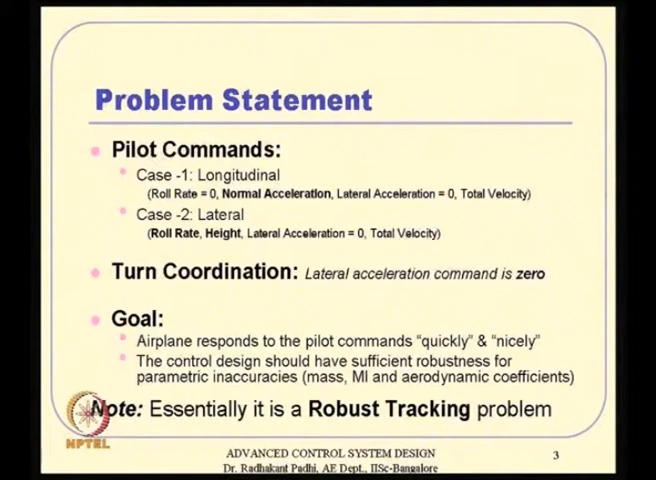 Problem Statement
Pilot Commands:
Case -1: Longitudinal
(Roll Rate = 0, Normal Acceleration, Lateral Acceleration = 0, Total Velocity)
Case -2: Lateral
(Roll Rate, Height, Lateral Acceleration = 0, Total Velocity)
Turn Coordination: Lateral acceleration command is zero
Goal:
Airplane responds to the pilot commands “quickly” & “nicely”
The control design should have sufficient robustness for
parametric inaccuracies (mass, MI and aerodynamic coefficients)
Note: Essentially it is a Robust Tracking problem
NPTEL
ADVANCED CONTROL SYSTEM DESIGN
Dr. Radhakant Padhi, AE Dept., IISc-Bangalore
3